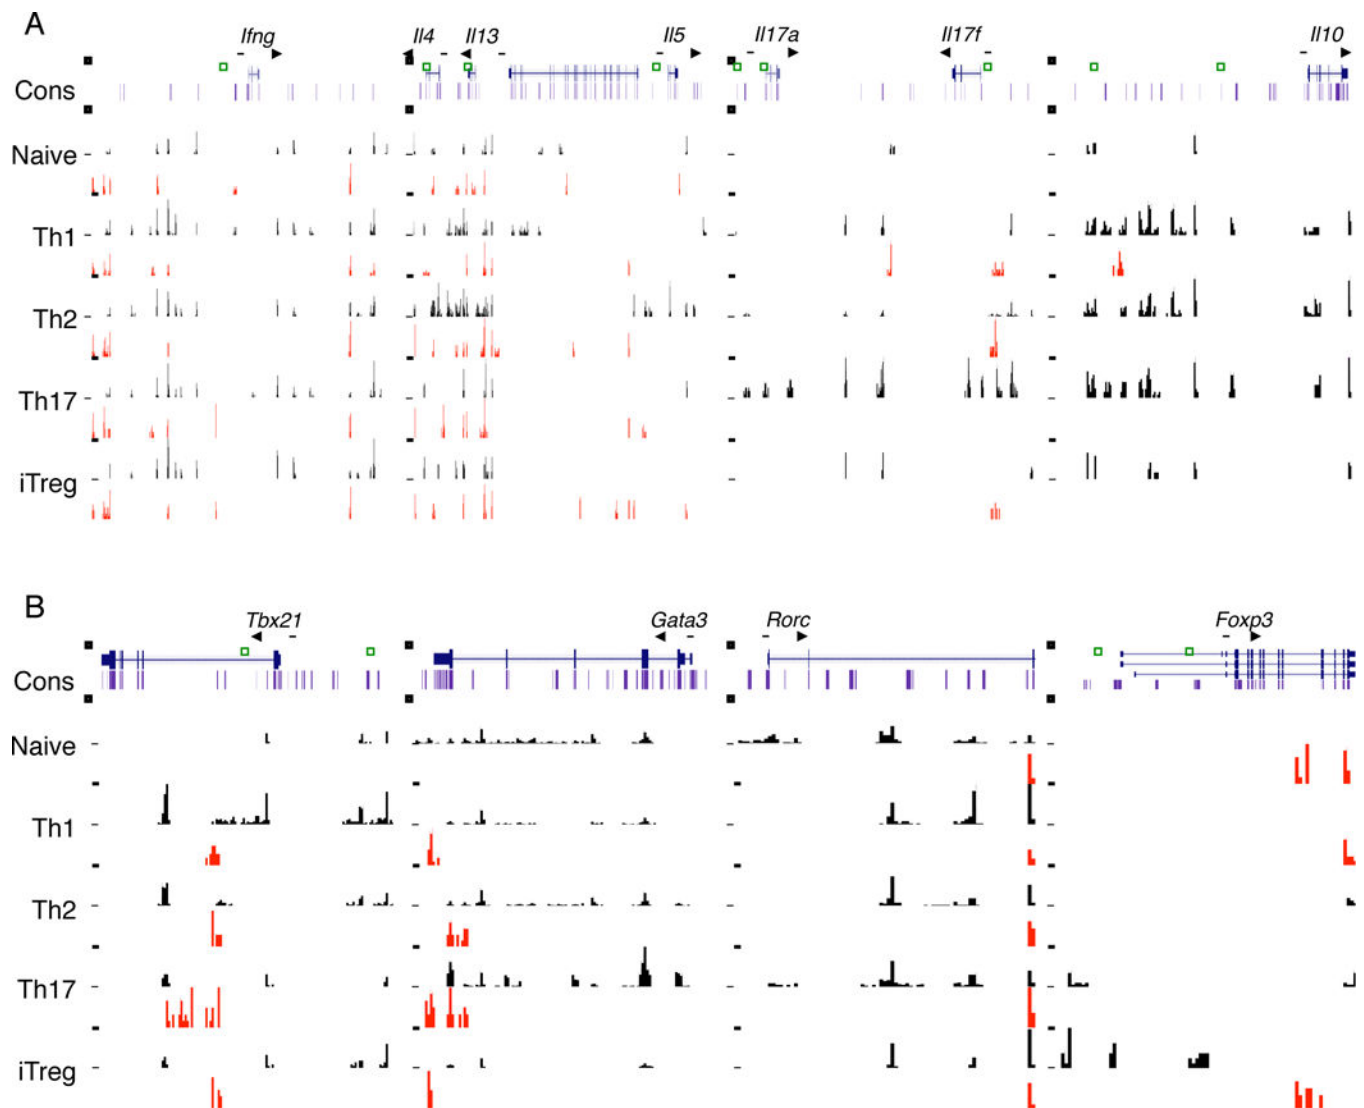 A
Ifng Il4 Il13 Il5 Il17a Il17f Il10
Cons
Naive
Th1
Th2
Th17
iTreg
B
Tbx21 Gata3 Rorc Foxp3
Cons
Naive
Th1
Th2
Th17
iTreg